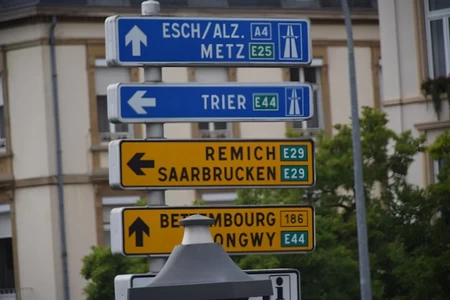 ESCH/ALZ. A4
METZ E25
TRIER E44
REMICH E29
SAARBRUCKEN E29
186
E44